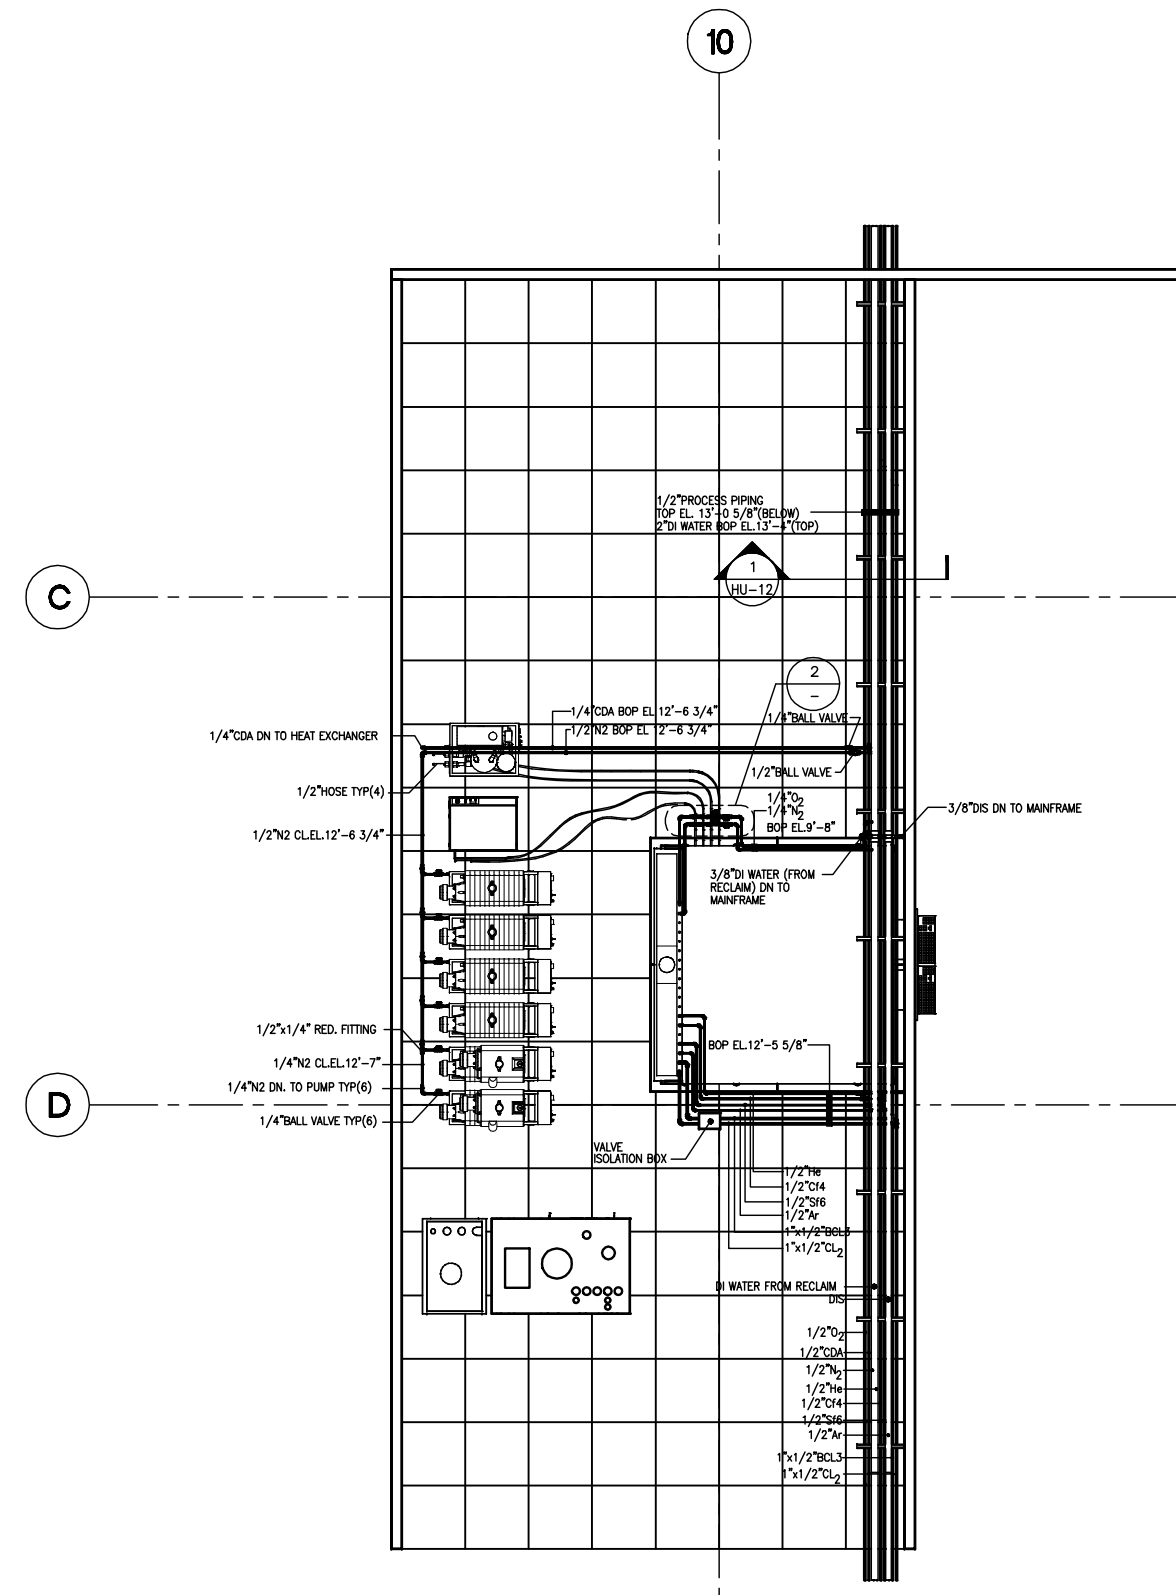 10
1/2"PROCESS PIPING
TOP EL. 13'-0 5/8"(BELOW)
2"DI WATER BOP EL.13'-4"(TOP)
1
HU-12
C
2
-
1/4"CDA BOP EL 12'-6 3/4"
1/4"BALL VALVE
1/2"N2 BOP EL 12'-6 3/4"
1/4"CDA DN TO HEAT EXCHANGER
1/2"BALL VALVE
1/2"HOSE TYP(4)
1/4"O2
1/4"N2
BOP EL.9'-8"
3/8"DIS DN TO MAINFRAME
1/2"N2 CL.EL.12'-6 3/4"
3/8"DI WATER (FROM
RECLAIM) DN TO
MAINFRAME
1/2"x1/4" RED. FITTING
BOP EL.12'-5 5/8"
1/4"N2 CL.EL.12'-7"
1/4"N2 DN. TO PUMP TYP(6)
D
1/4"BALL VALVE TYP(6)
VALVE
ISOLATION BOX
1/2"He
1/2"Cf4
1/2"Sf6
1/2"Ar
1"x1/2"BCL3
1"x1/2"CL2
DI WATER FROM RECLAIM
DIS
1/2"O2
1/2"CDA
1/2"N2
1/2"He
1/2"Cf4
1/2"Sf6
1/2"Ar
1"x1/2"BCL3
1"x1/2"CL2